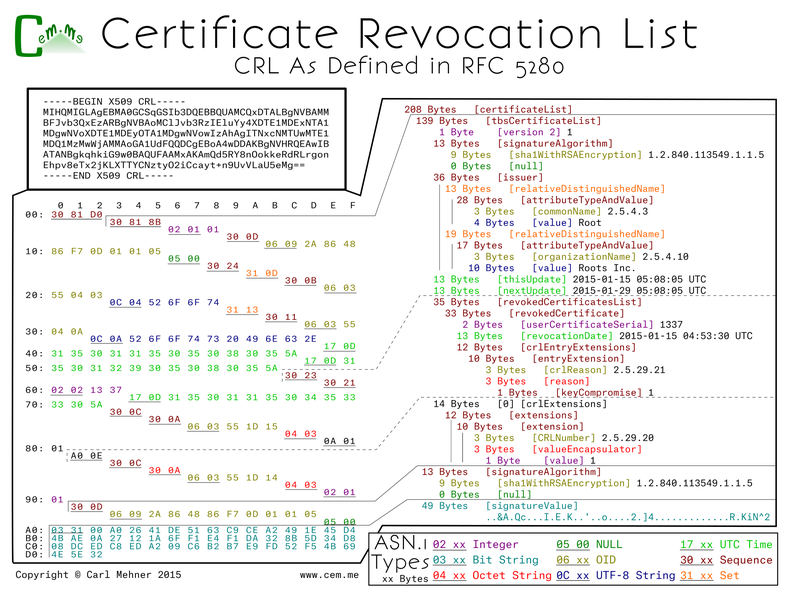 Cem.me
Certificate Revocation List
CRL As Defined in RFC 5280
-----BEGIN X509 CRL-----
MIHQMIGLAgEBMA0GCSqGSIb3DQEBBQUAMCQxDTALBgNVBAMM
BFJvb3QxEzARBgNVBAoMClJvb3RzIEluYy4XDTE1MDExNTA1
MDgwNVoXDTE1MDEyOTA1MDgwNVowIzAhAgITNxcNMTUwMTE1
MDQ1MzMwWjAMMAoGA1UdFQQDCgEBoA4wDDAKBgNVHRQEAwIB
ATANBgkqhkiG9w0BAQUFAAMxAKAmQd5RY8nOokkeRdRLrgon
Ehpv8eTx2jKLXTTYCNztyO2iCcayt+n9UvVLaU5eMg==
-----END X509 CRL-----
0 1 2 3 4 5 6 7 8 9 A B C D E F
00: 30 81 D0
30 81 8B
02 01 01
30 0D
06 09 2A 86 48
10: 86 F7 0D 01 01 05
05 00
30 24
31 0D
30 0B
06 03
20: 55 04 03
0C 04 52 6F 6F 74
31 13
30 11
06 03 55
30: 04 0A
0C 0A 52 6F 6F 74 73 20 49 6E 63 2E
17 0D
40: 31 35 30 31 31 35 30 35 30 38 30 35 5A
17 0D 31
50: 35 30 31 32 39 30 35 30 38 30 35 5A
30 23
30 21
60: 02 02 13 37
17 0D 31 35 30 31 31 35 30 34 35 33
70: 33 30 5A
30 0C
30 0A
06 03 55 1D 15
04 03
0A 01
80: 01
A0 0E
30 0C
30 0A
06 03 55 1D 14
04 03
02 01
90: 01
30 0D
06 09 2A 86 48 86 F7 0D 01 01 05
05 00
A0: 03 31 00 A0 26 41 DE 51 63 C9 CE A2 49 1E 45 D4
B0: 4B AE 0A 27 12 1A 6F F1 E4 F1 DA 32 8B 5D 34 D8
C0: 08 DC ED C8 ED A2 09 C6 B2 B7 E9 FD 52 F5 4B 69
D0: 4E 5E 32
Copyright © Carl Mehner 2015
www.cem.me
208 Bytes [certificateList]
139 Bytes [tbsCertificateList]
1 Byte [version 2] 1
13 Bytes [signatureAlgorithm]
9 Bytes [sha1WithRSAEncryption] 1.2.840.113549.1.1.5
0 Bytes [null]
36 Bytes [issuer]
13 Bytes [relativeDistinguishedName]
28 Bytes [attributeTypeAndValue]
3 Bytes [commonName] 2.5.4.3
4 Bytes [value] Root
19 Bytes [relativeDistinguishedName]
17 Bytes [attributeTypeAndValue]
3 Bytes [organizationName] 2.5.4.10
10 Bytes [value] Roots Inc.
13 Bytes [thisUpdate] 2015-01-15 05:08:05 UTC
13 Bytes [nextUpdate] 2015-01-29 05:08:05 UTC
35 Bytes [revokedCertificatesList]
33 Bytes [revokedCertificate]
2 Bytes [userCertificateSerial] 1337
13 Bytes [revocationDate] 2015-01-15 04:53:30 UTC
12 Bytes [crlEntryExtensions]
10 Bytes [entryExtension]
3 Bytes [crlReason] 2.5.29.21
3 Bytes [reason]
1 Bytes [keyCompromise] 1
14 Bytes [0] [crlExtensions]
12 Bytes [extensions]
10 Bytes [extension]
3 Bytes [CRLNumber] 2.5.29.20
3 Bytes [valueEncapsulator]
1 Byte [value] 1
13 Bytes [signatureAlgorithm]
9 Bytes [sha1WithRSAEncryption] 1.2.840.113549.1.1.5
0 Bytes [null]
49 Bytes [signatureValue]
..&A.Qc...I.E.K..'..o....2.]4.............R.KiN^2
ASN.1 Types
xx Bytes
02 xx Integer 05 00 NULL 17 xx UTC Time
03 xx Bit String 06 xx OID 30 xx Sequence
04 xx Octet String 0C xx UTF-8 String 31 xx Set